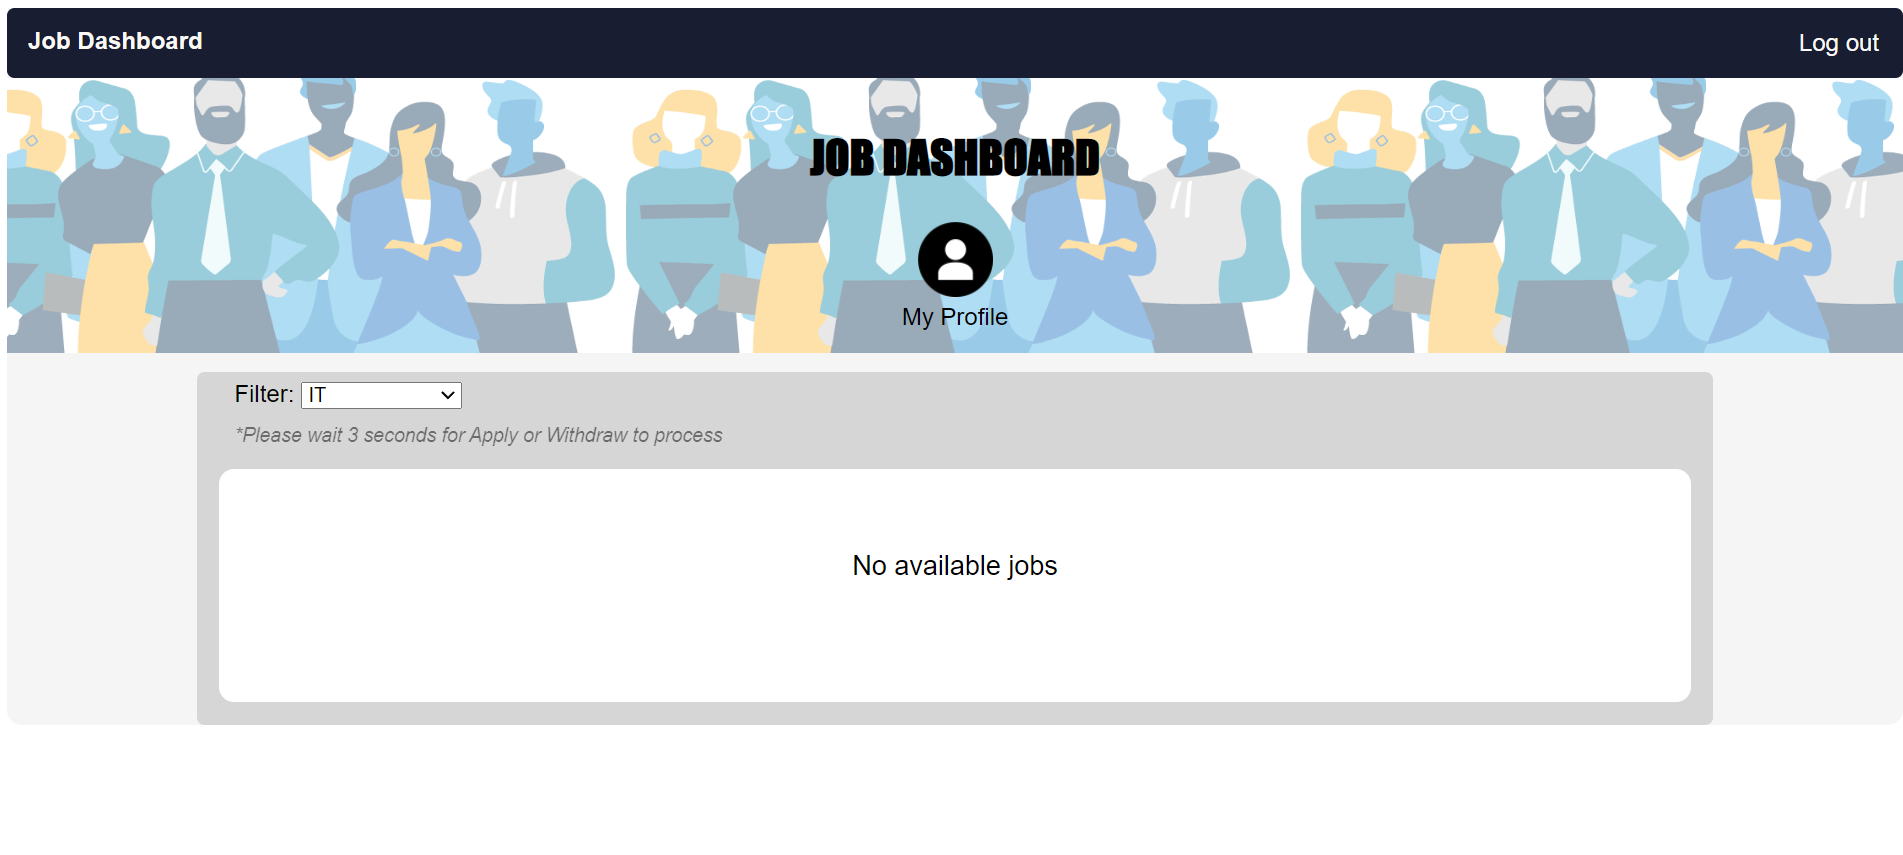 Job Dashboard
Log out
JOB DASHBOARD
My Profile
Filter: IT
*Please wait 3 seconds for Apply or Withdraw to process
No available jobs